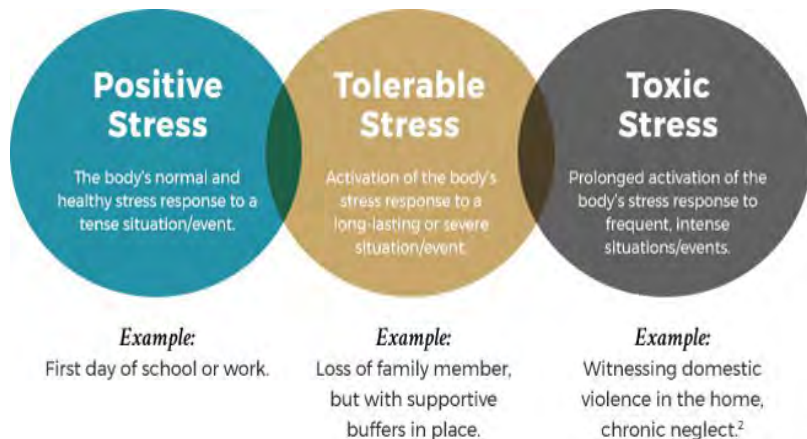 Positive
Stress
The body's normal and
healthy stress response to a
tense situation/event.
Tolerable
Stress
Activation of the body's
stress response to a
long-lasting or severe
situation/event.
Toxic
Stress
Prolonged activation of the
body's stress response to
frequent, intense
situations/events.
Example:
First day of school or work.
Example:
Loss of family member,
but with supportive
buffers in place.
Example:
Witnessing domestic
violence in the home,
chronic neglect.²